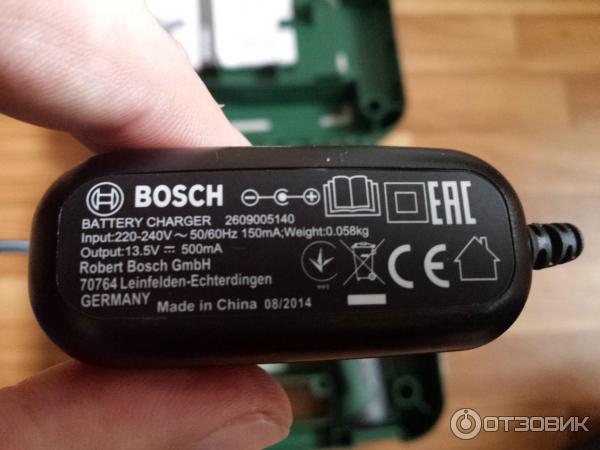 BOSCH
EAC
BATTERY CHARGER 2609005140
Input:220-240V ~ 50/60Hz 150mA;Weight:0.058kg
Output:13.5V ⎓ 500mA
Robert Bosch GmbH
70764 Leinfelden-Echterdingen
GERMANY
Made in China 08/2014
CE
ОТЗОВИК